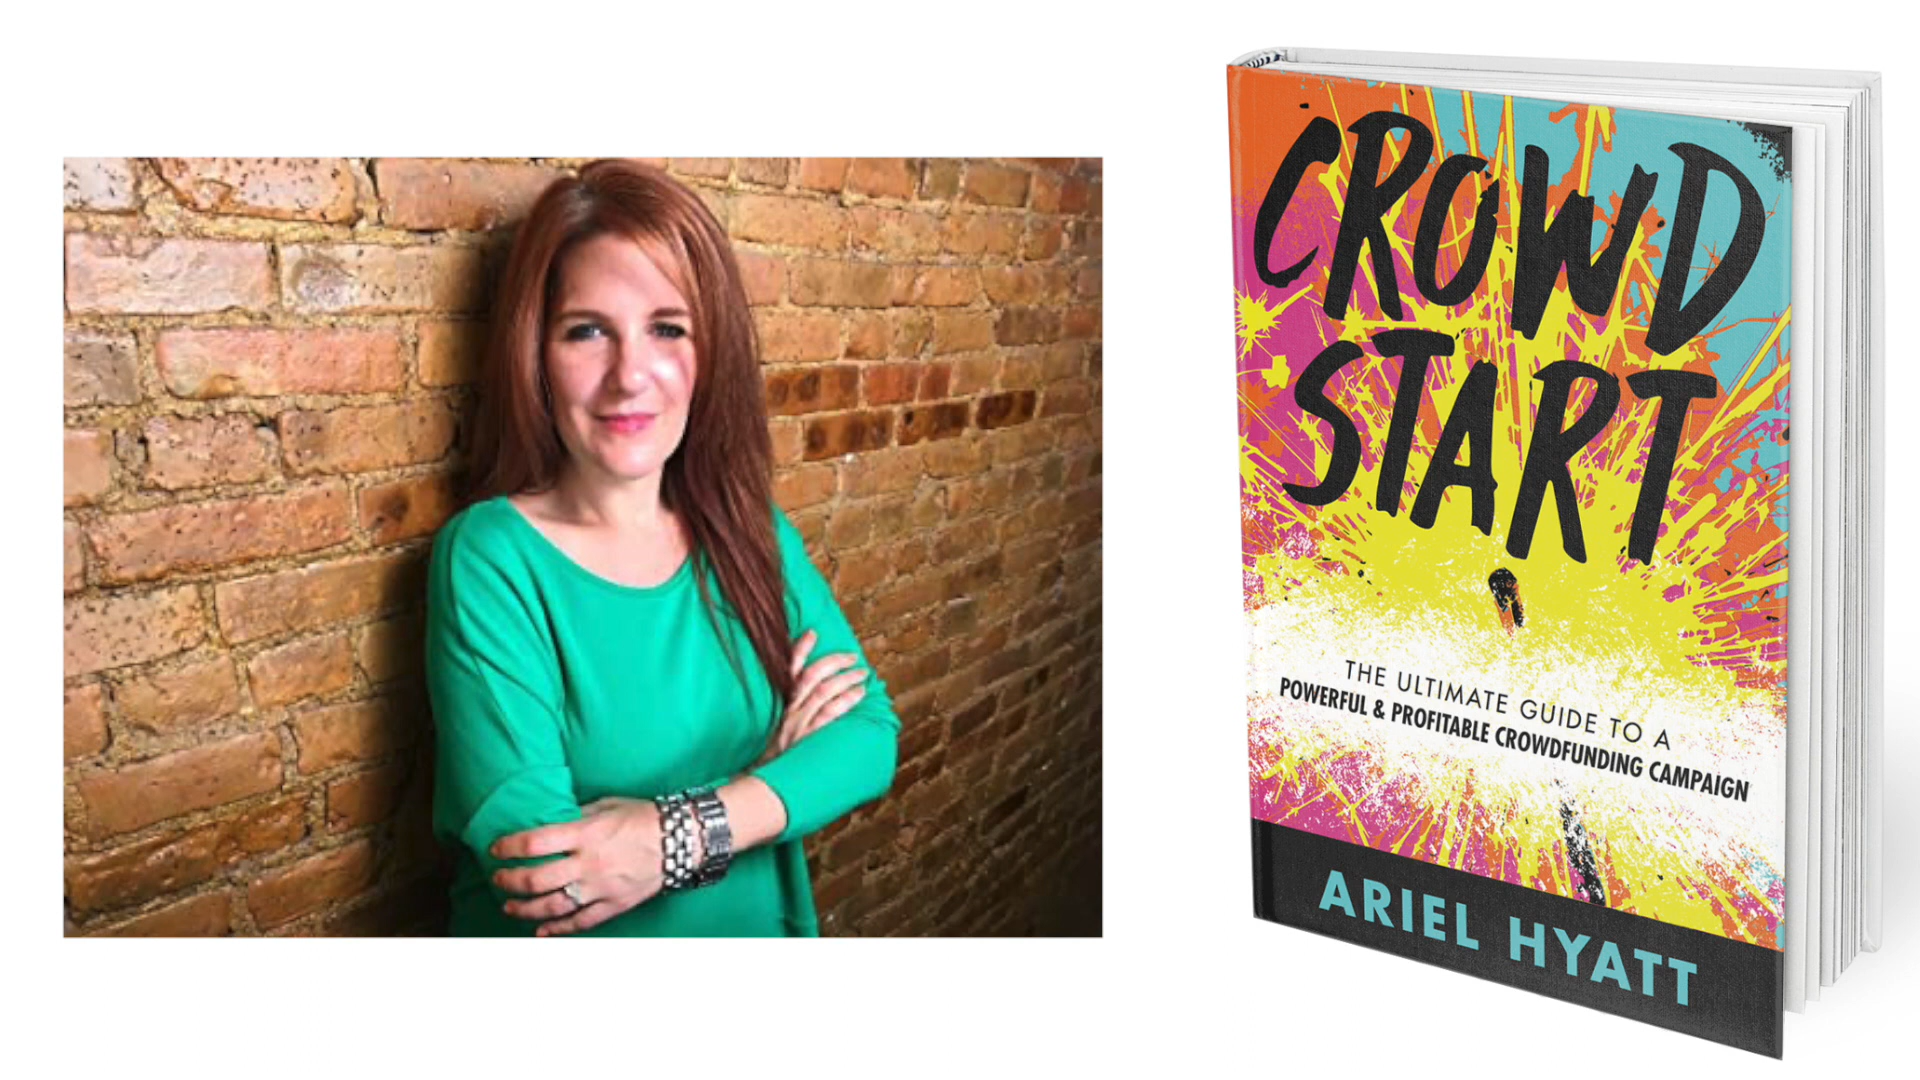 CROWD
START
THE ULTIMATE GUIDE TO A
POWERFUL & PROFITABLE CROWDFUNDING CAMPAIGN
ARIEL HYATT